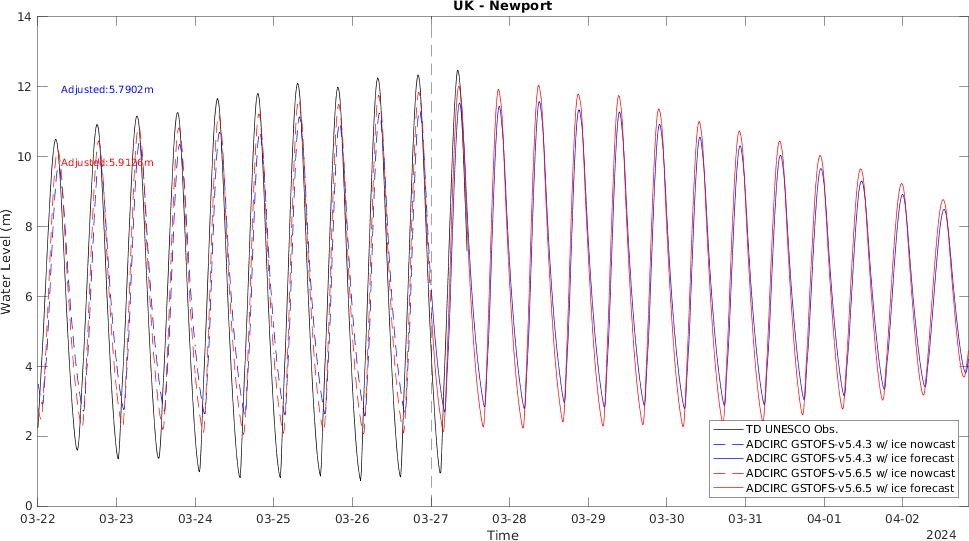 UK - Newport
14
12
10
8
6
4
2
0
Water Level (m)
Adjusted:5.7902m
Adjusted:5.9126m
TD UNESCO Obs.
ADCIRC GSTOFS-v5.4.3 w/ ice nowcast
ADCIRC GSTOFS-v5.4.3 w/ ice forecast
ADCIRC GSTOFS-v5.6.5 w/ ice nowcast
ADCIRC GSTOFS-v5.6.5 w/ ice forecast
03-22 03-23 03-24 03-25 03-26 03-27 03-28 03-29 03-30 03-31 04-01 04-02
Time
2024